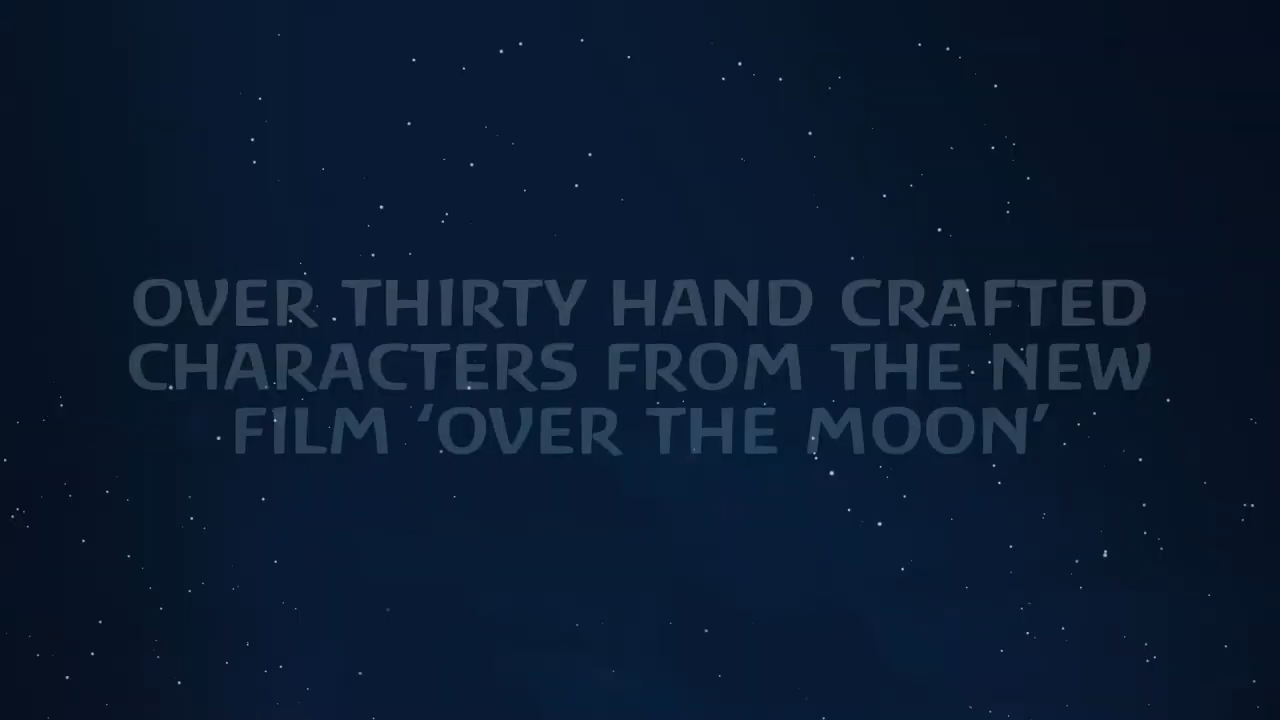 OVER THIRTY HAND CRAFTED
CHARACTERS FROM THE NEW
FILM ‘OVER THE MOON’